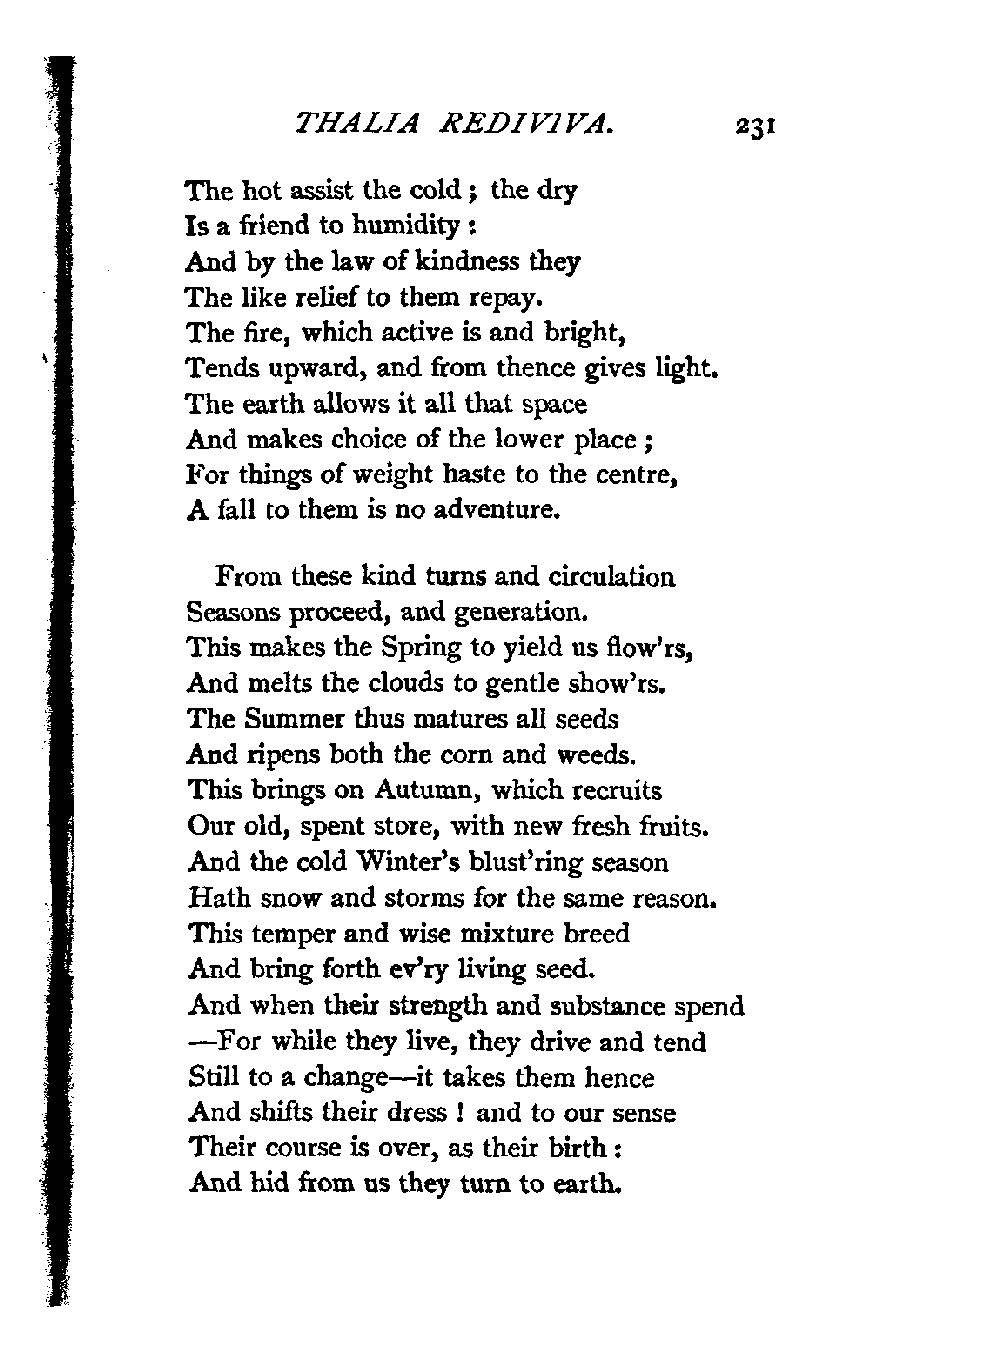 THALIA REDIVIVA. 231
The hot assist the cold ; the dry
Is a friend to humidity :
And by the law of kindness they
The like relief to them repay.
The fire, which active is and bright,
Tends upward, and from thence gives light.
The earth allows it all that space
And makes choice of the lower place ;
For things of weight haste to the centre,
A fall to them is no adventure.
From these kind turns and circulation
Seasons proceed, and generation.
This makes the Spring to yield us flow'rs,
And melts the clouds to gentle show'rs.
The Summer thus matures all seeds
And ripens both the corn and weeds.
This brings on Autumn, which recruits
Our old, spent store, with new fresh fruits.
And the cold Winter's blust'ring season
Hath snow and storms for the same reason.
This temper and wise mixture breed
And bring forth ev'ry living seed.
And when their strength and substance spend
—For while they live, they drive and tend
Still to a change—it takes them hence
And shifts their dress ! and to our sense
Their course is over, as their birth :
And hid from us they turn to earth.